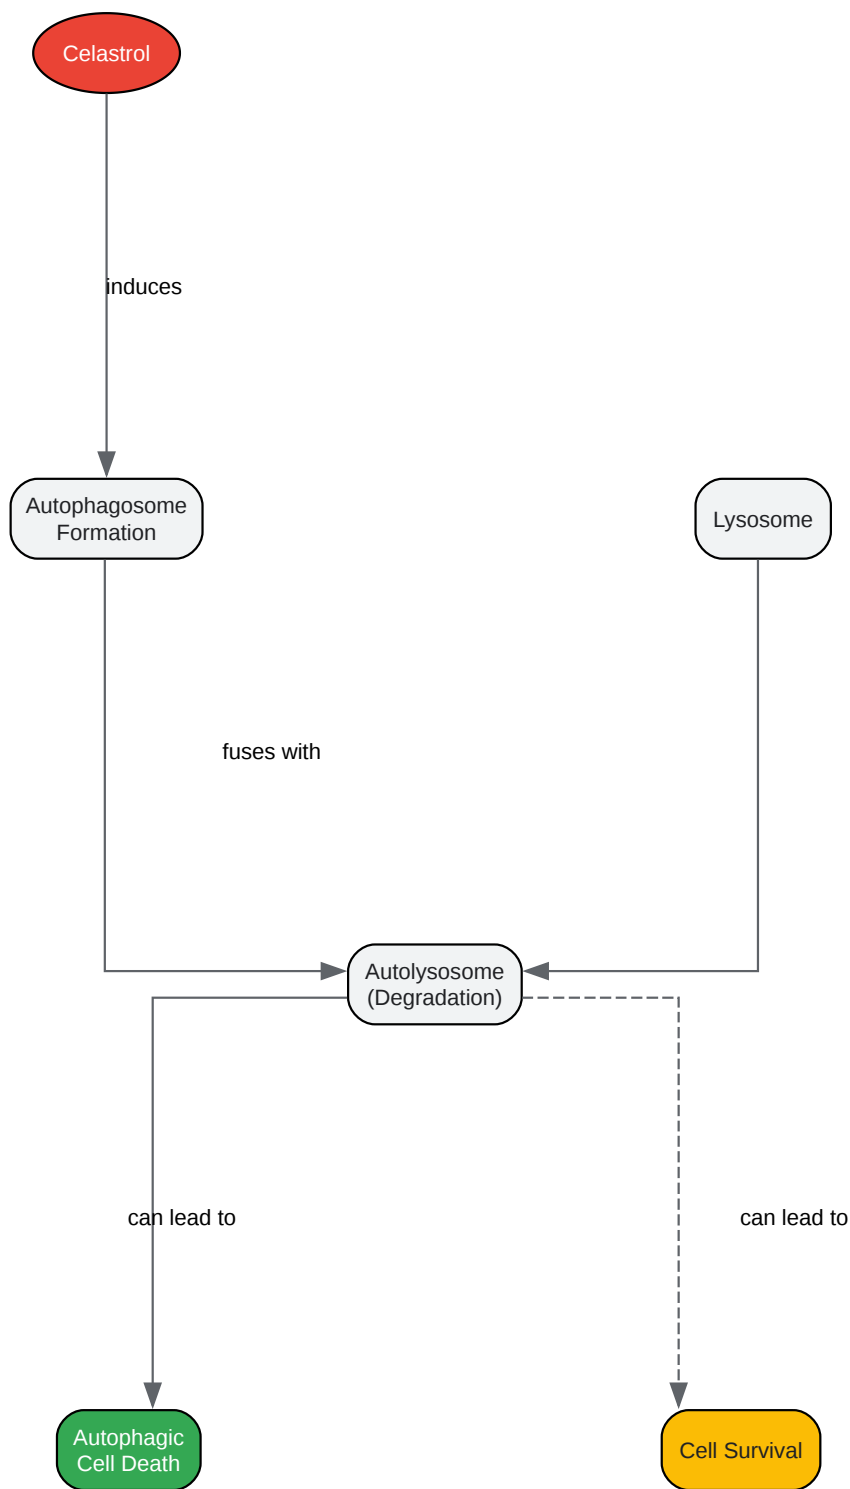 Celastrol
induces
Autophagosome
Formation
Lysosome
fuses with
Autolysosome
(Degradation)
can lead to
can lead to
Autophagic
Cell Death
Cell Survival